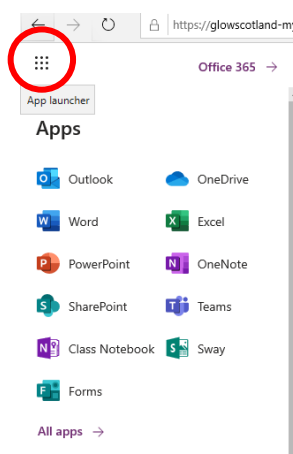 https://glowscotland-my
Office 365 →
App launcher
Apps
Outlook OneDrive
Word Excel
PowerPoint OneNote
SharePoint Teams
Class Notebook Sway
Forms
All apps →